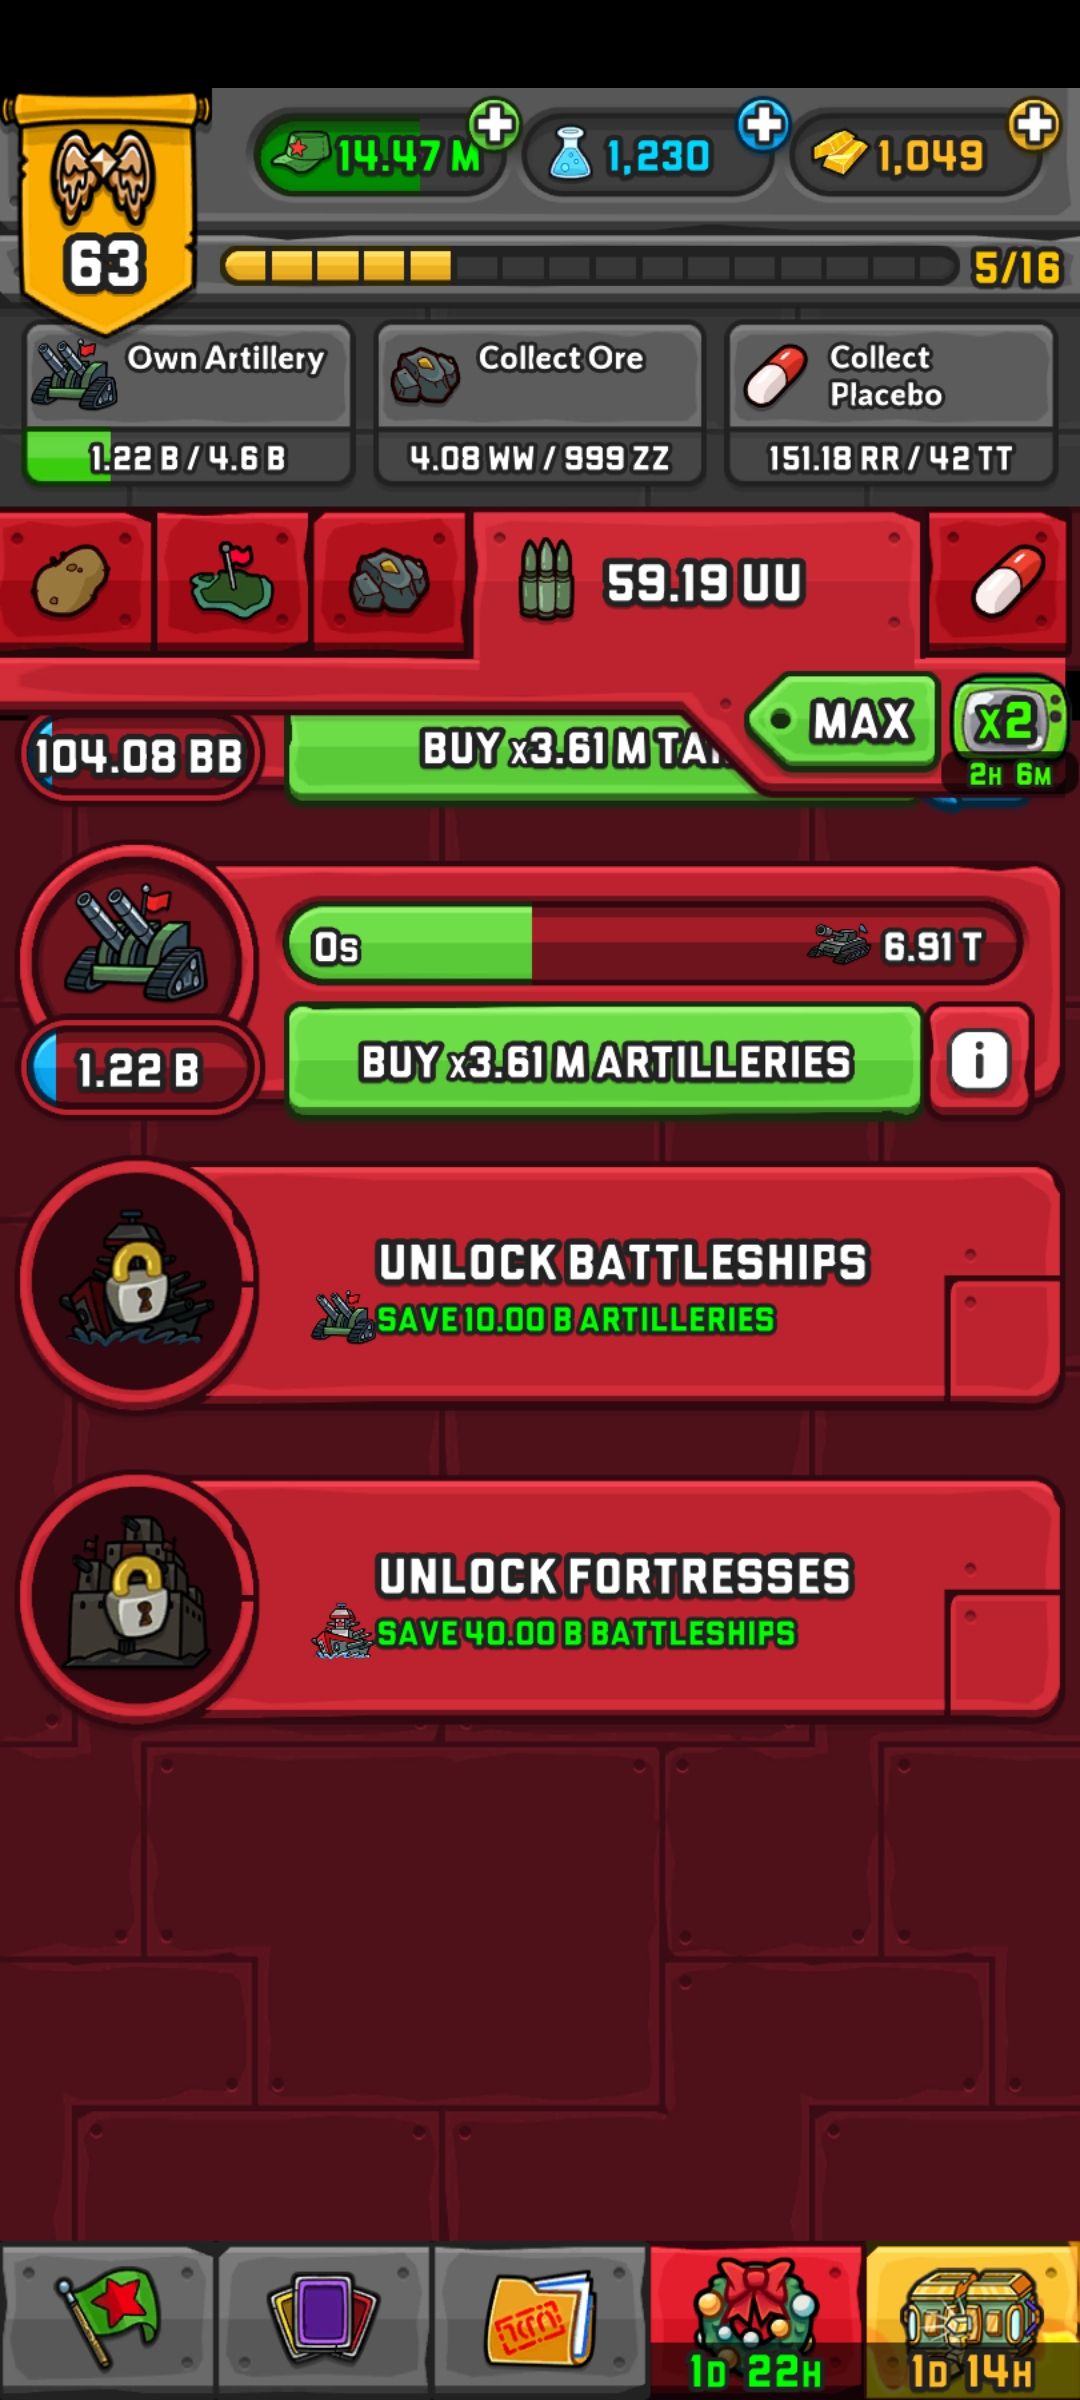 14.47 M
1,230
1,049
63
5/16
Own Artillery
1.22 B / 4.6 B
Collect Ore
4.08 WW / 999 ZZ
Collect
Placebo
151.18 RR / 42 TT
59.19 UU
MAX
x2
2H 6M
104.08 BB
BUY x3.61 M
0s
6.91 T
1.22 B
BUY x3.61 M ARTILLERIES
i
UNLOCK BATTLESHIPS
SAVE 10.00 B ARTILLERIES
UNLOCK FORTRESSES
SAVE 40.00 B BATTLESHIPS
1D 22H
1D 14H